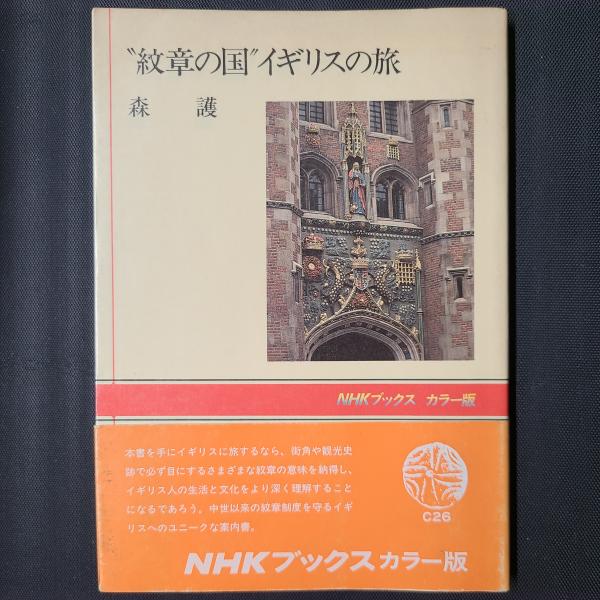 〝紋章の国〟イギリスの旅
森 護
NHKブックス カラー版
本書を手にイギリスに旅するなら、街角や観光史
跡で必ず目にするさまざまな紋章の意味を納得し、
イギリス人の生活と文化をより深く理解すること
になるであろう。中世以来の紋章制度を守るイギ
リスへのユニークな案内書。
C26
NHKブックスカラー版